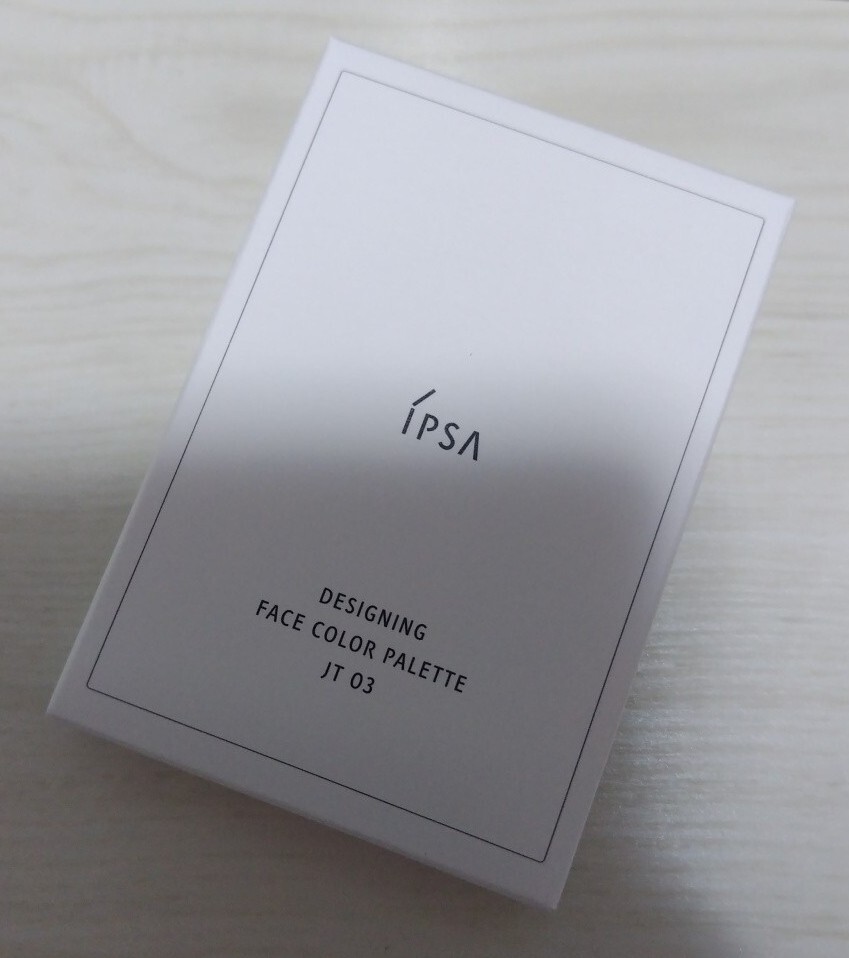 ÍPSA
DESIGNING
FACE COLOR PALETTE
JT 03